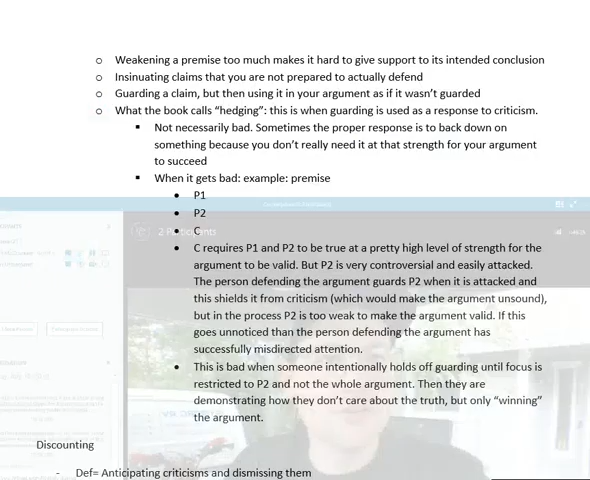 o Weakening a premise too much makes it hard to give support to its intended conclusion
o Insinuating claims that you are not prepared to actually defend
o Guarding a claim, but then using it in your argument as if it wasn't guarded
o What the book calls “hedging”: this is when guarding is used as a response to criticism.
▪ Not necessarily bad. Sometimes the proper response is to back down on
something because you don't really need it at that strength for your argument
to succeed
▪ When it gets bad: example: premise
• P1
• P2
• C
2 Participants
• C requires P1 and P2 to be true at a pretty high level of strength for the
argument to be valid. But P2 is very controversial and easily attacked.
The person defending the argument guards P2 when it is attacked and
this shields it from criticism (which would make the argument unsound),
but in the process P2 is too weak to make the argument valid. If this
goes unnoticed than the person defending the argument has
successfully misdirected attention.
• This is bad when someone intentionally holds off guarding until focus is
restricted to P2 and not the whole argument. Then they are
demonstrating how they don't care about the truth, but only “winning”
the argument.
Discounting
- Def= Anticipating criticisms and dismissing them